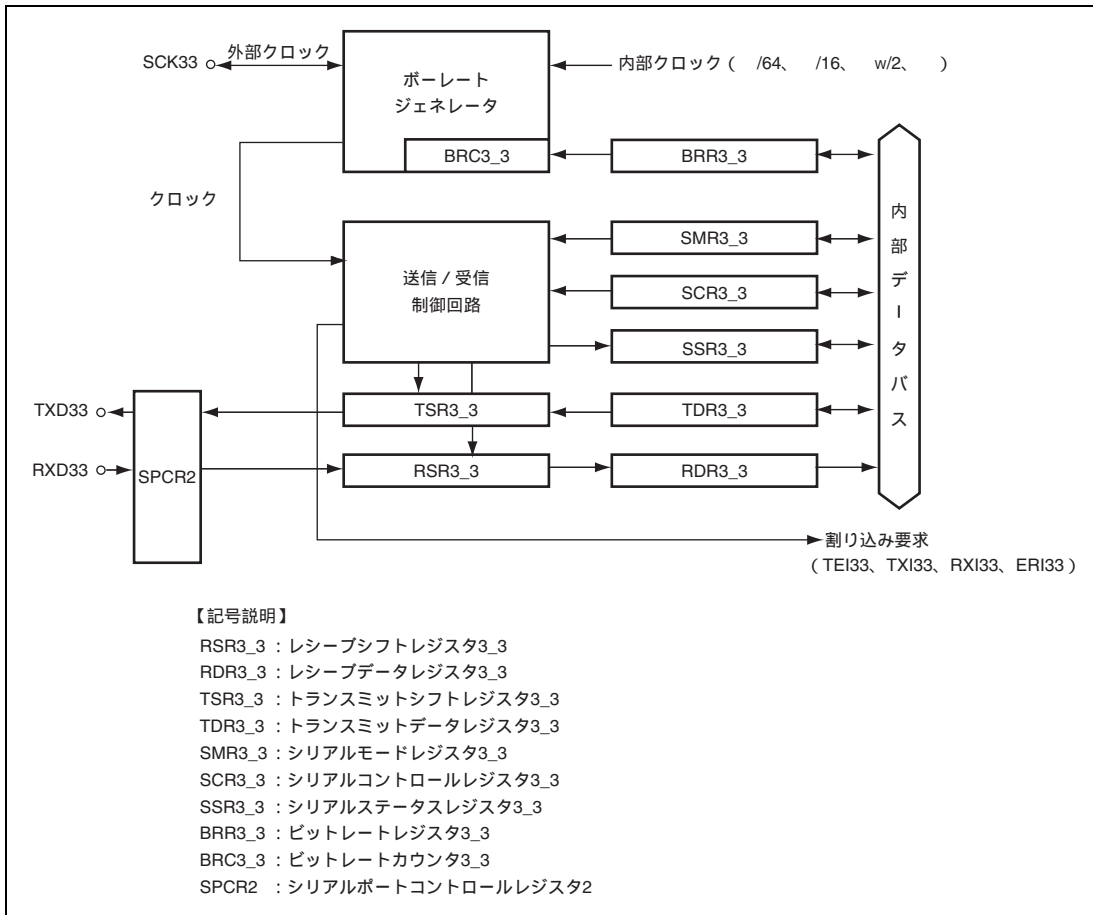 SCK33
外部クロック
内部クロック ( /64、 /16、 w/2、 )
ボーレート
ジェネレータ
BRC3_3
BRR3_3
クロック
送信 / 受信
制御回路
SMR3_3
SCR3_3
SSR3_3
内部データバス
TXD33
TSR3_3
TDR3_3
RXD33
SPCR2
RSR3_3
RDR3_3
割り込み要求
( TEI33、TXI33、RXI33、ERI33 )
【記号説明】
RSR3_3 : レシーブシフトレジスタ3_3
RDR3_3 : レシーブデータレジスタ3_3
TSR3_3 : トランスミットシフトレジスタ3_3
TDR3_3 : トランスミットデータレジスタ3_3
SMR3_3 : シリアルモードレジスタ3_3
SCR3_3 : シリアルコントロールレジスタ3_3
SSR3_3 : シリアルステータスレジスタ3_3
BRR3_3 : ビットレートレジスタ3_3
BRC3_3 : ビットレートカウンタ3_3
SPCR2 : シリアルポートコントロールレジスタ2